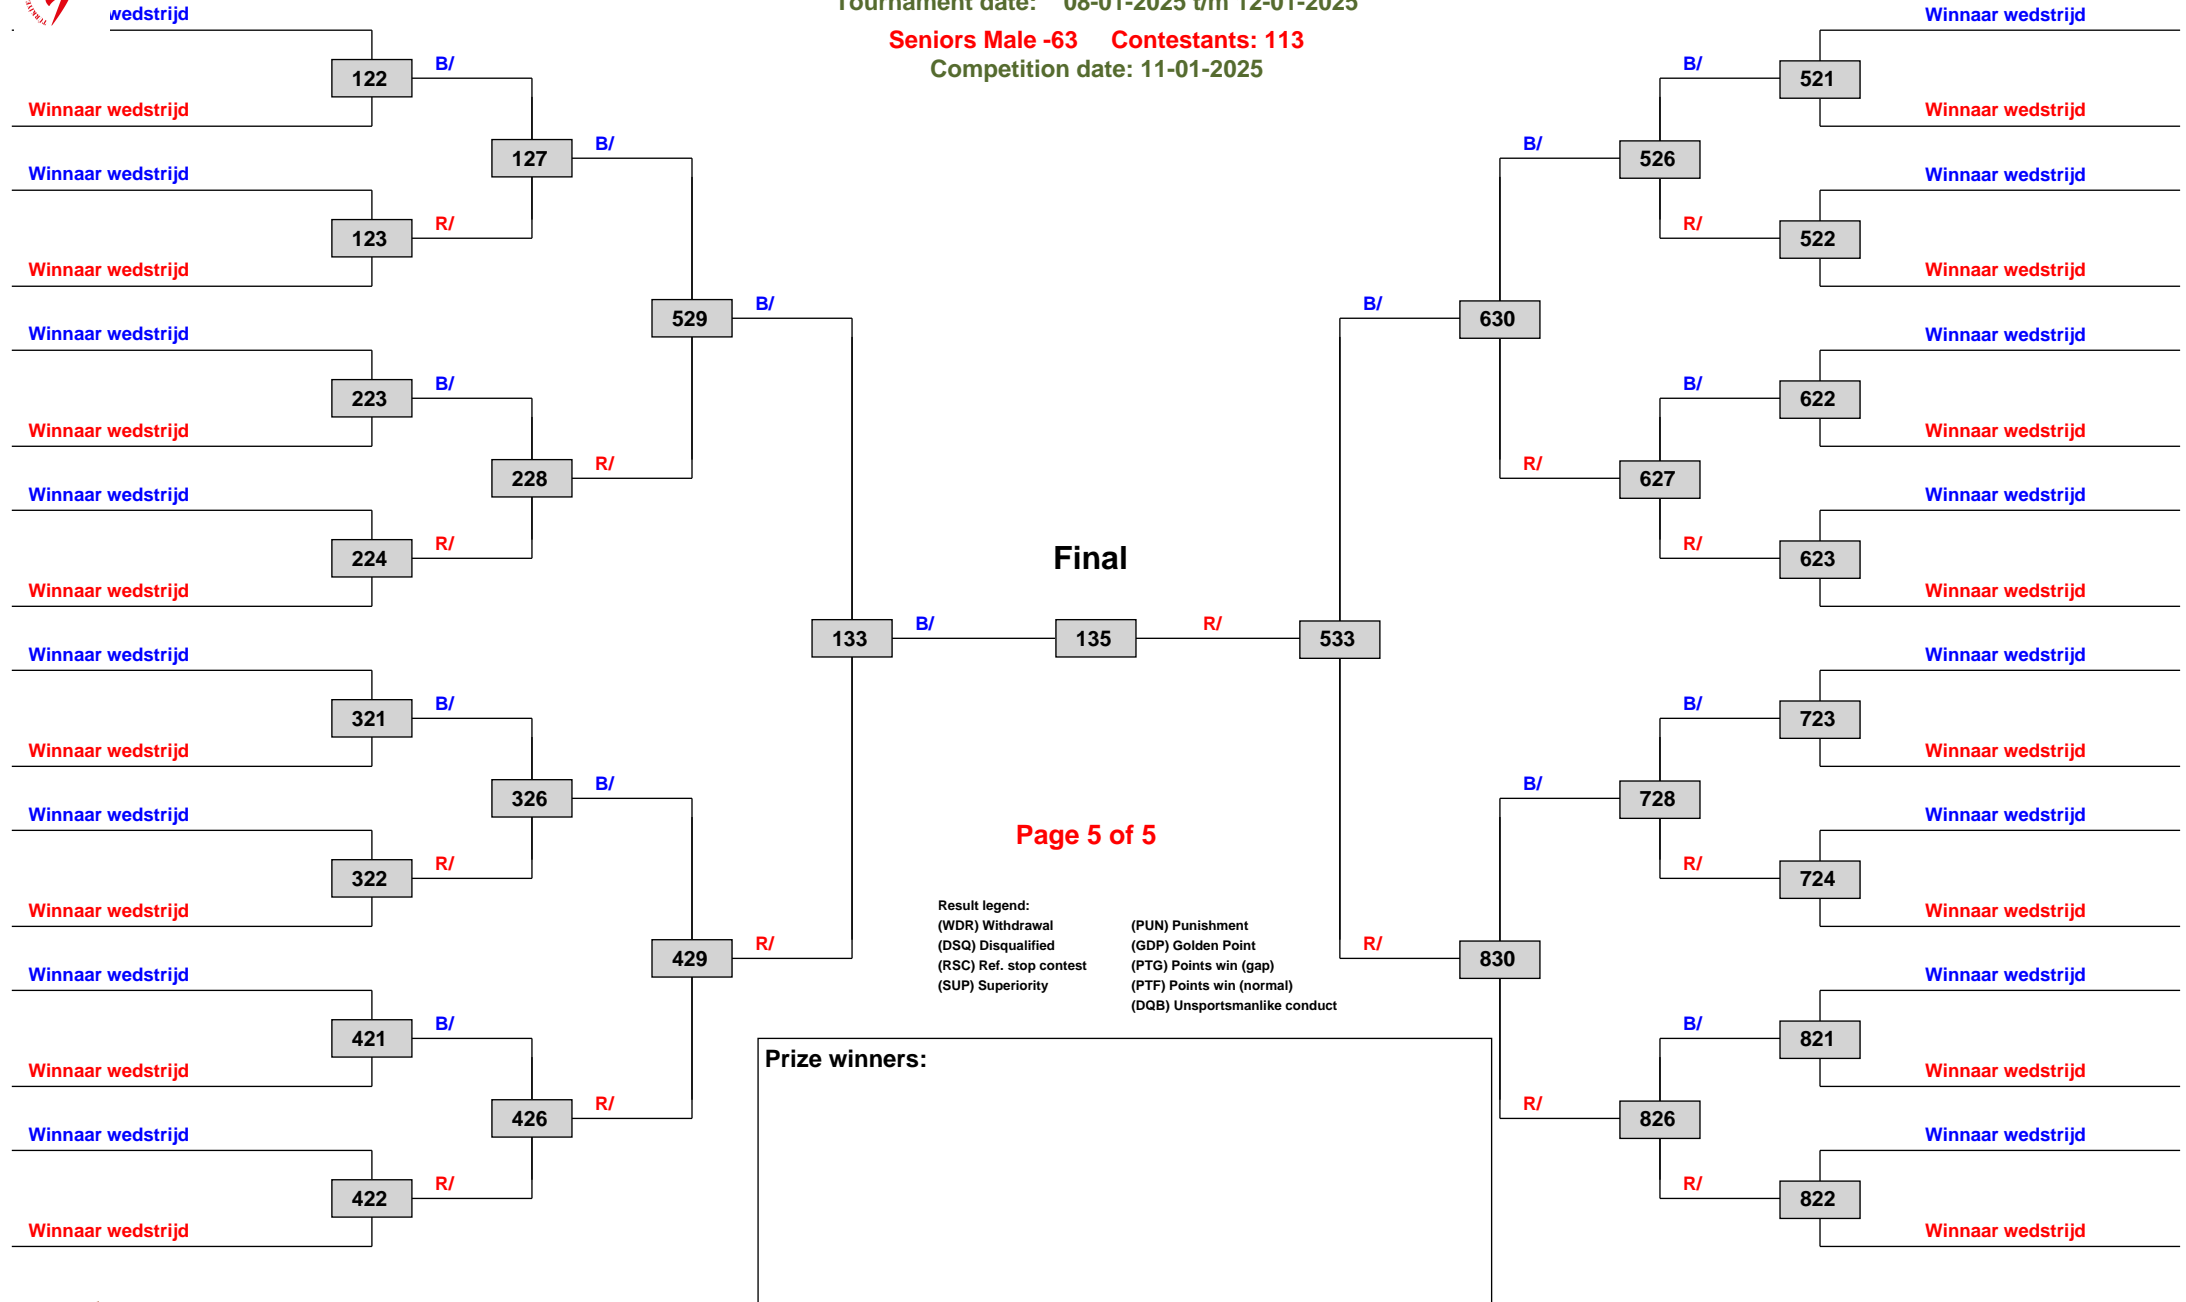 Tournament date: 08-01-2025 t/m 12-01-2025
Seniors Male -63 Contestants: 113
Competition date: 11-01-2025
wedstrijd
122
B/
Winnaar wedstrijd
127
B/
Winnaar wedstrijd
123
R/
Winnaar wedstrijd
529
B/
Winnaar wedstrijd
223
B/
Winnaar wedstrijd
228
R/
Winnaar wedstrijd
224
R/
Winnaar wedstrijd
133
B/
Winnaar wedstrijd
321
B/
Winnaar wedstrijd
326
B/
Winnaar wedstrijd
322
R/
Winnaar wedstrijd
429
R/
Winnaar wedstrijd
421
B/
Winnaar wedstrijd
426
R/
Winnaar wedstrijd
422
R/
Winnaar wedstrijd
Final
135
R/
533
Winnaar wedstrijd
B/
521
Winnaar wedstrijd
B/
526
Winnaar wedstrijd
R/
522
Winnaar wedstrijd
B/
630
Winnaar wedstrijd
B/
622
Winnaar wedstrijd
R/
627
Winnaar wedstrijd
R/
623
Winnaar wedstrijd
Winnaar wedstrijd
B/
723
Winnaar wedstrijd
B/
728
Winnaar wedstrijd
R/
724
Winnaar wedstrijd
R/
830
Winnaar wedstrijd
B/
821
Winnaar wedstrijd
R/
826
Winnaar wedstrijd
R/
822
Winnaar wedstrijd
Page 5 of 5
Result legend:
(WDR) Withdrawal
(DSQ) Disqualified
(RSC) Ref. stop contest
(SUP) Superiority
(PUN) Punishment
(GDP) Golden Point
(PTG) Points win (gap)
(PTF) Points win (normal)
(DQB) Unsportsmanlike conduct
Prize winners: